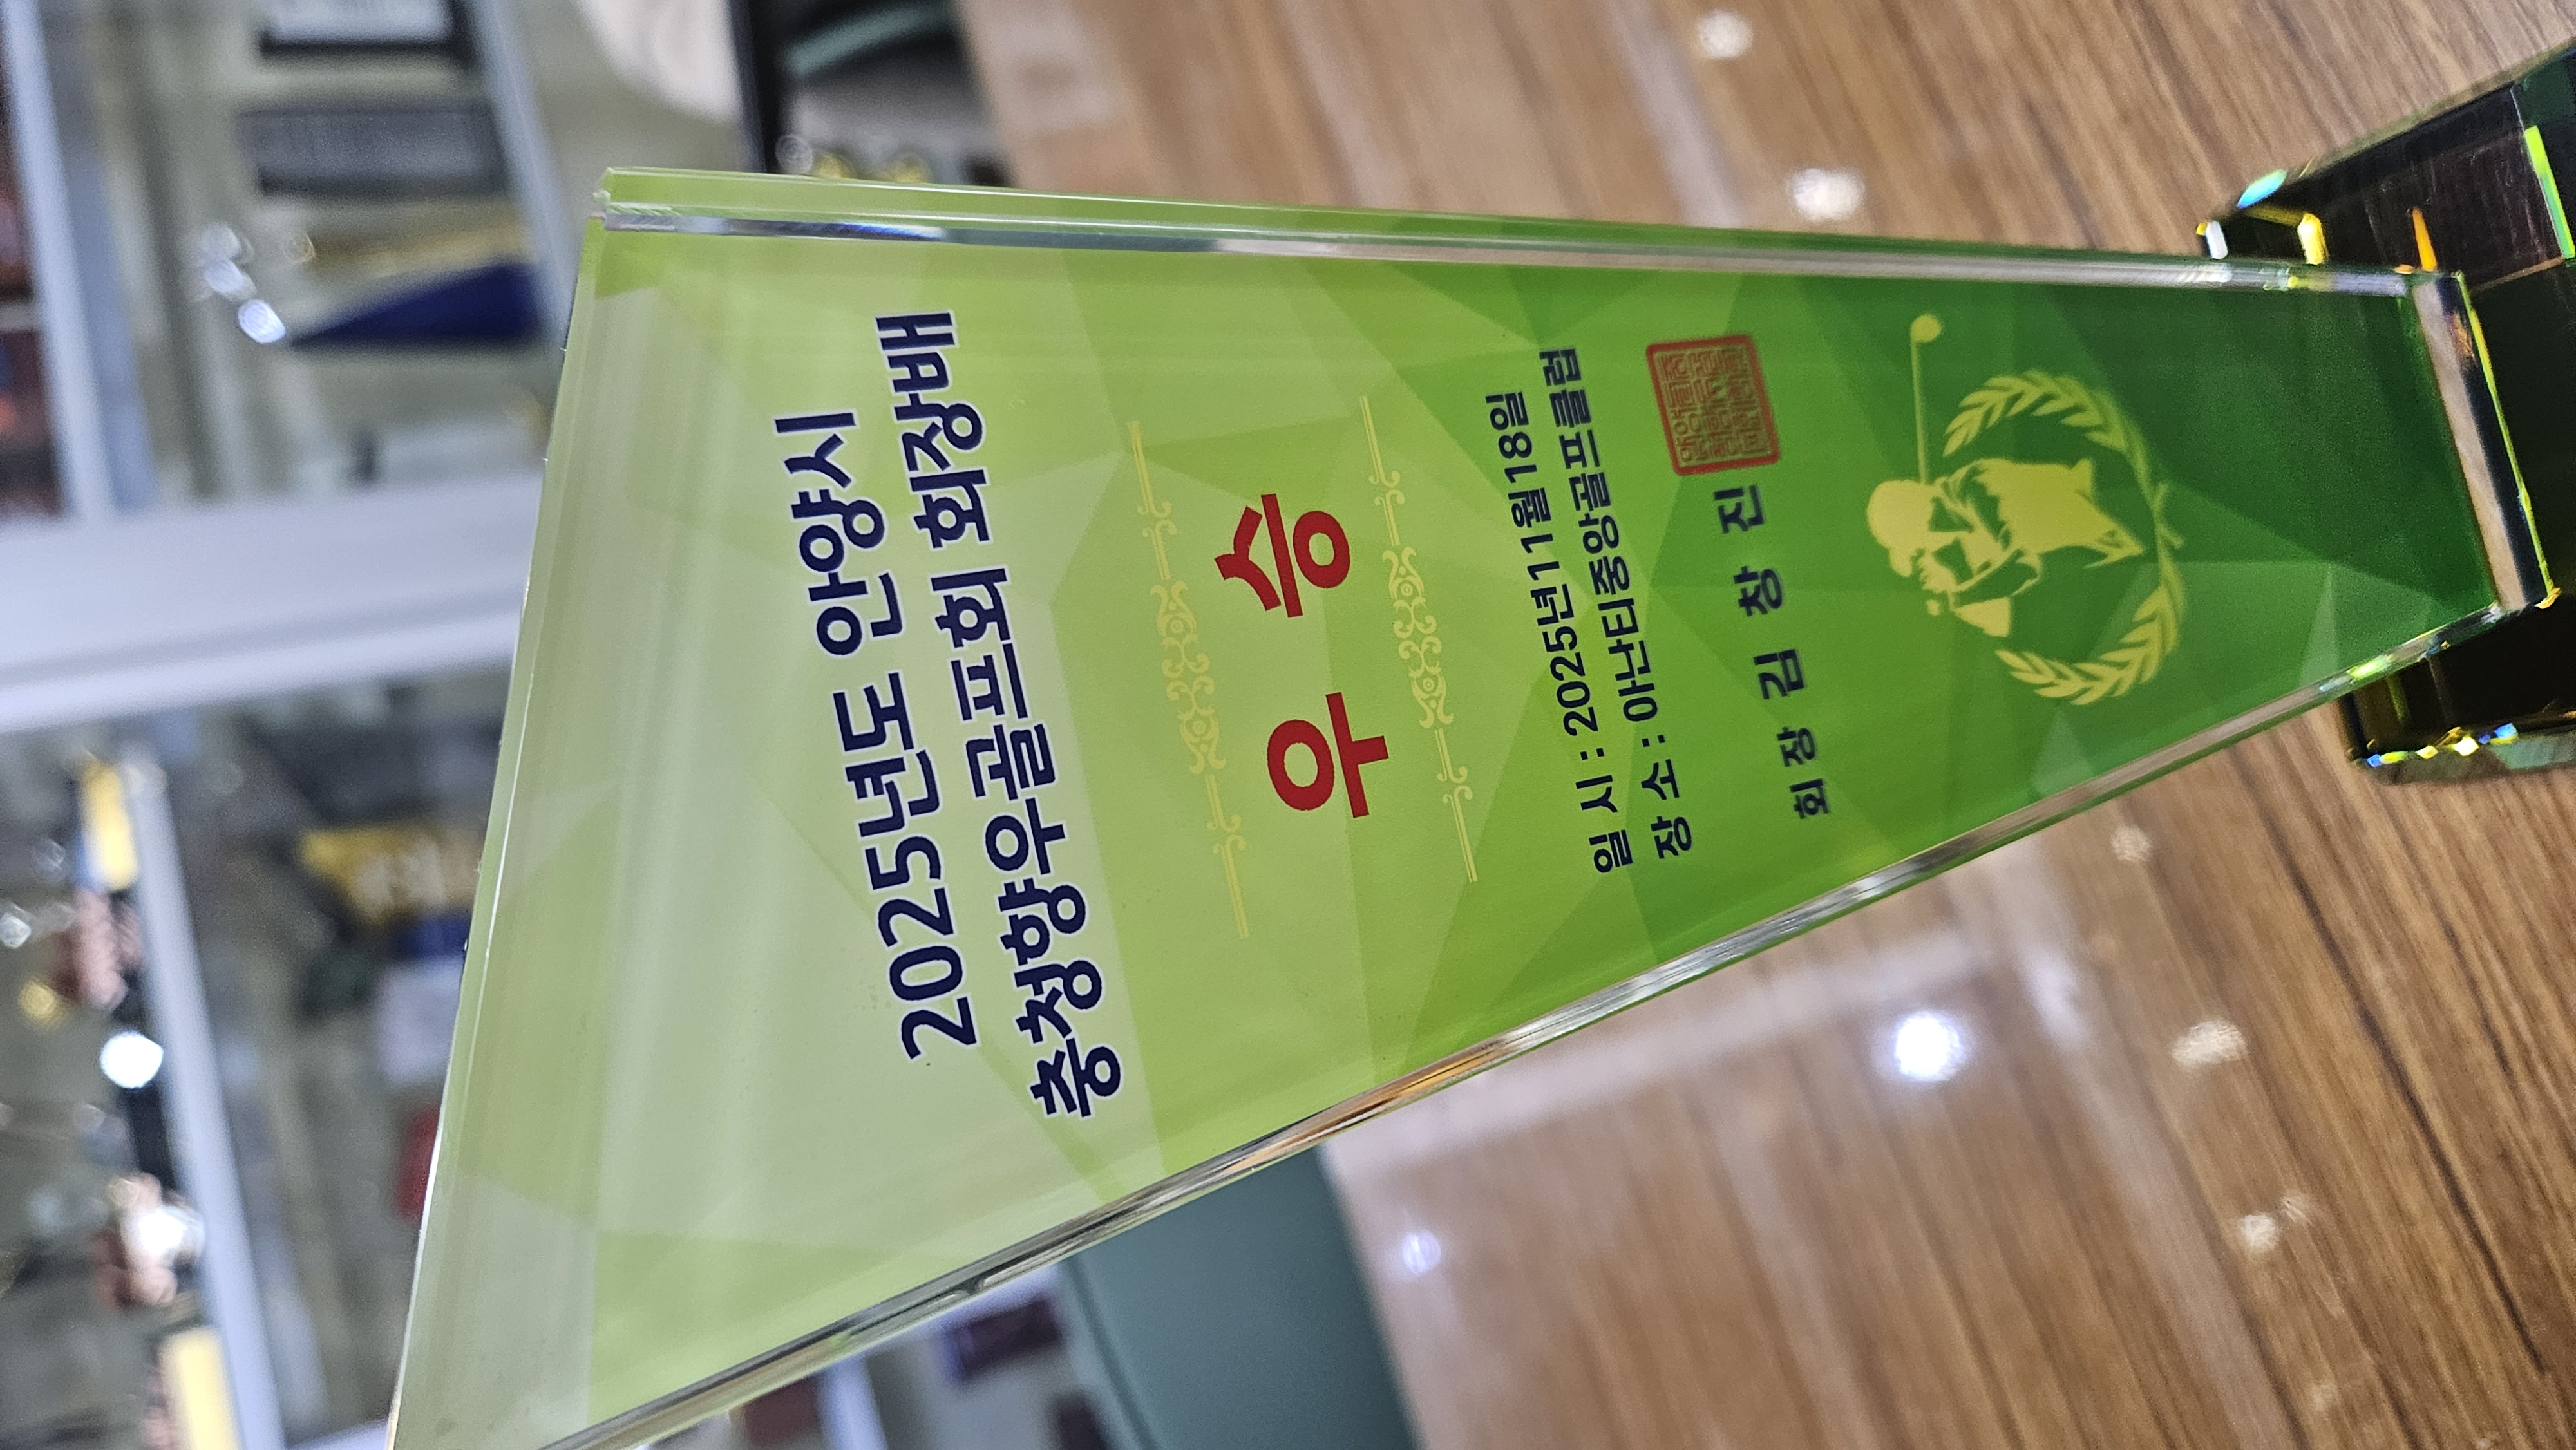 2025년도 안양시
충청향우골프회 회장배
우 승
일 시 : 2025년11월18일
장 소 : 아난티중앙골프클럽
회 장 김 창 진